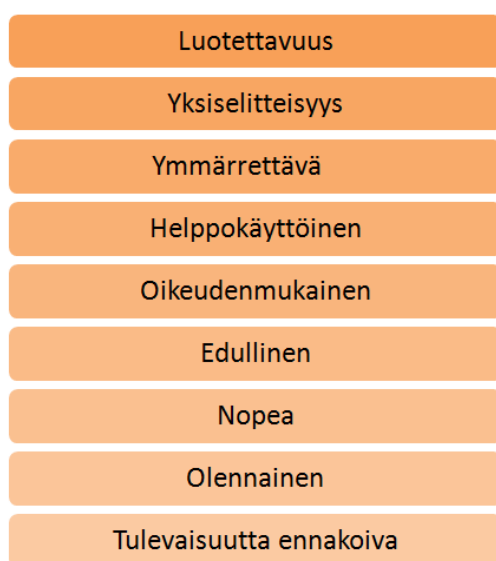 Luotettavuus
Yksiselitteisyys
Ymmärrettävä
Helppokäyttöinen
Oikeudenmukainen
Edullinen
Nopea
Olennainen
Tulevaisuutta ennakoiva